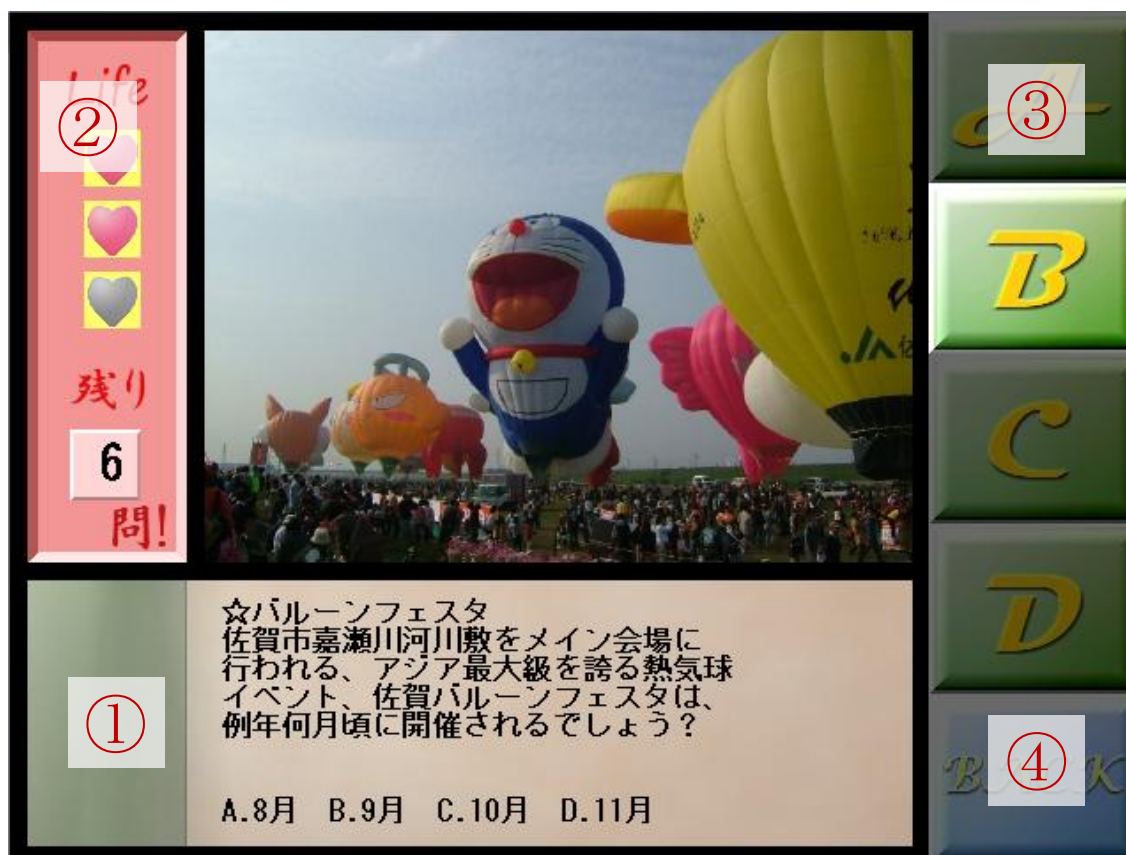 Life
②
残り
6
問！
JA
①
☆バルーンフェスタ
佐賀市嘉瀬川河川敷をメイン会場に
行われる、アジア最大級を誇る熱気球
イベント、佐賀バルーンフェスタは、
例年何月頃に開催されるでしょう？
A.8月 B.9月 C.10月 D.11月
A
③
B
C
D
BACK
④